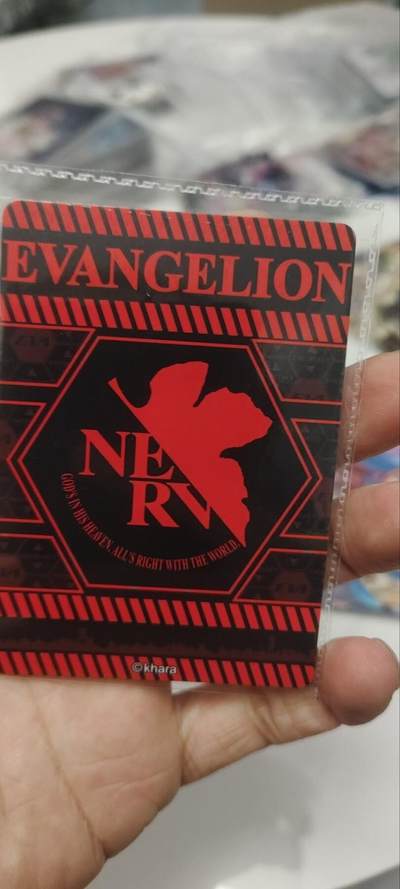 EVANGELION
NERV
GOD'S IN HIS HEAVEN. ALL'S RIGHT WITH THE WORLD.
©khara